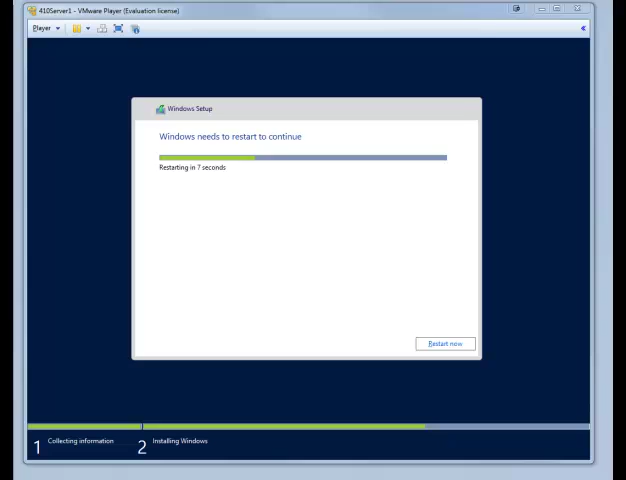 410Server1 - VMware Player (Evaluation license)
Player
Windows Setup
Windows needs to restart to continue
Restarting in 7 seconds
Restart now
1 Collecting information
2 Installing Windows